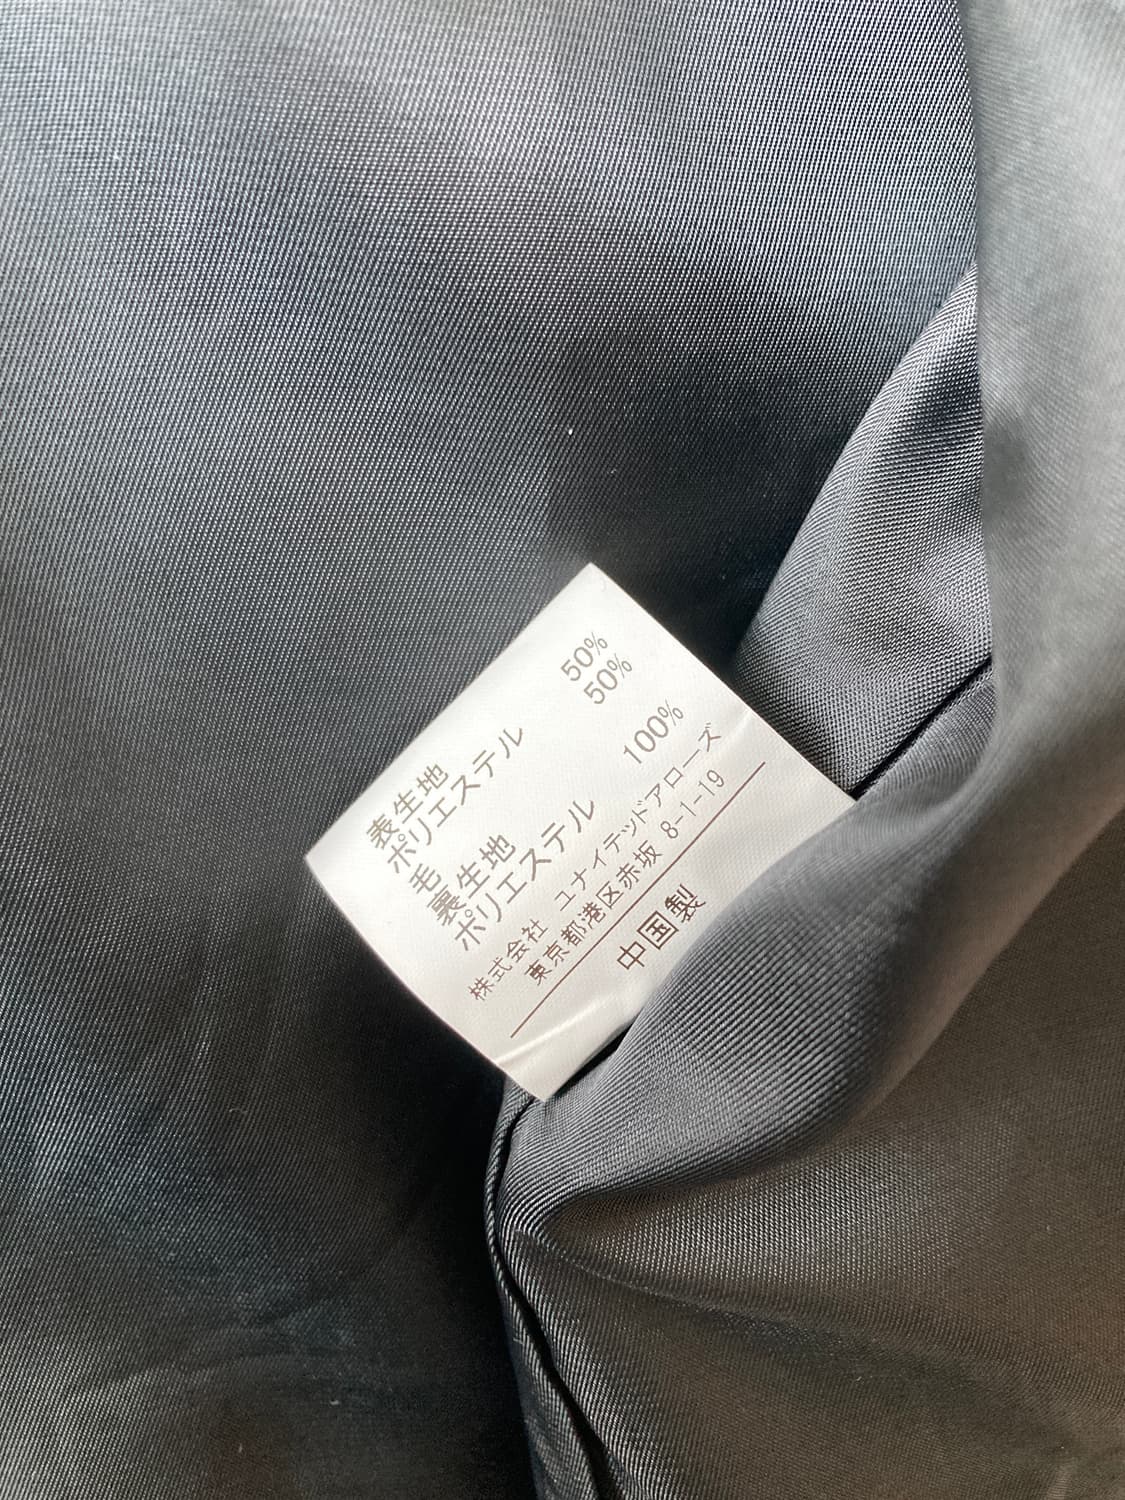 表生地
ポリエステル 50%
毛 50%
裏生地
ポリエステル 100%
株式会社 ユナイテッドアローズ
東京都港区赤坂 8-1-19
中国製